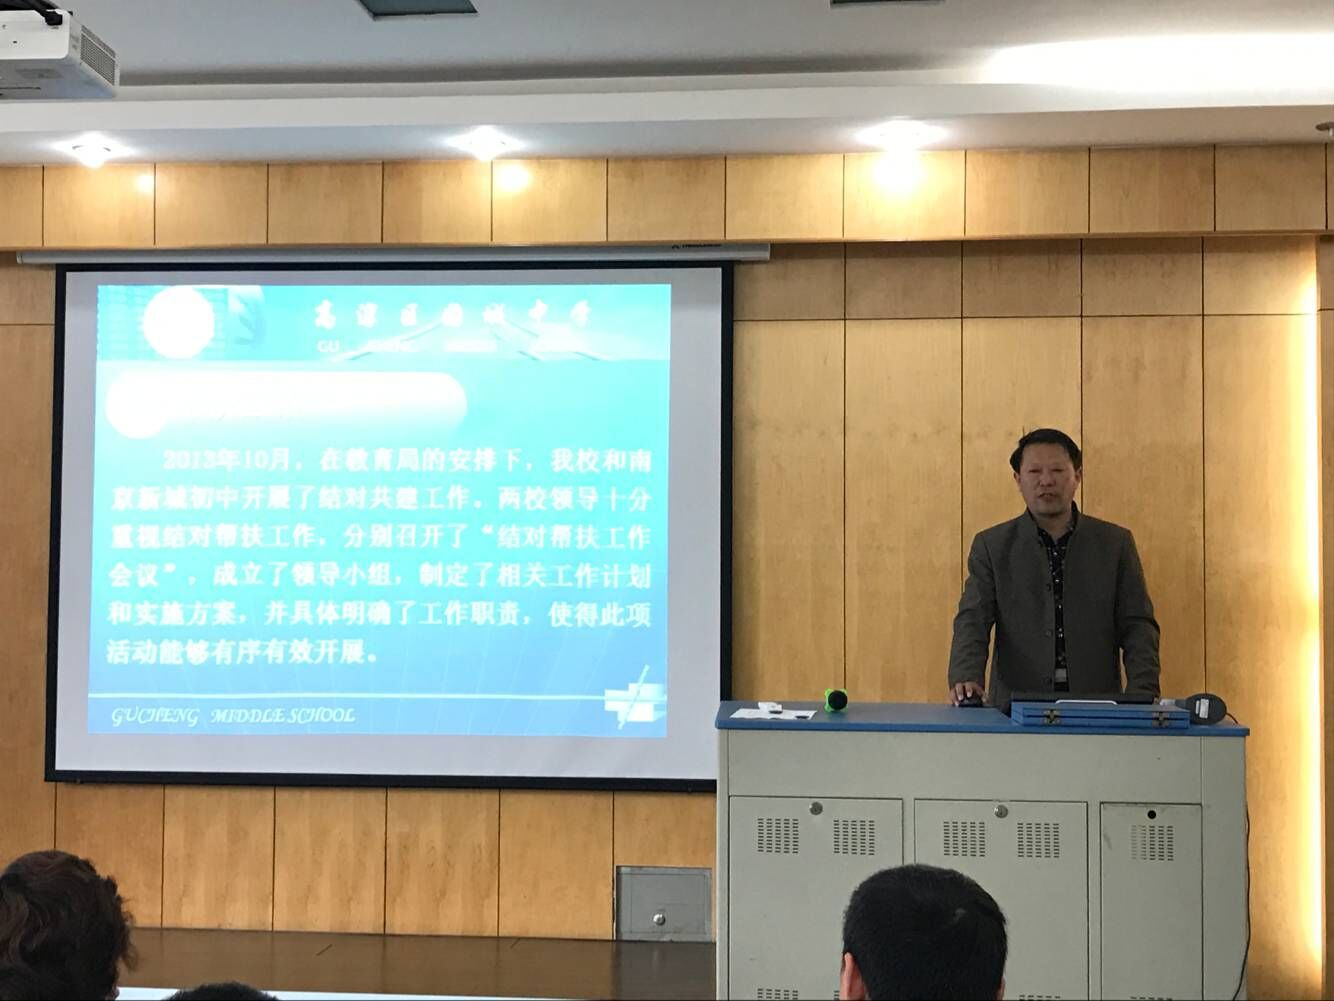 高淳区固城中学
GU CHENG MIDDLE SCHOOL
2013年10月，在教育局的安排下，我校和南
京新城初中开展了结对共建工作。两校领导十分
重视结对帮扶工作，分别召开了“结对帮扶工作
会议”，成立了领导小组，制定了相关工作计划
和实施方案，并具体明确了工作职责，使得此项
活动能够有序有效开展。
GUCHENG MIDDLE SCHOOL